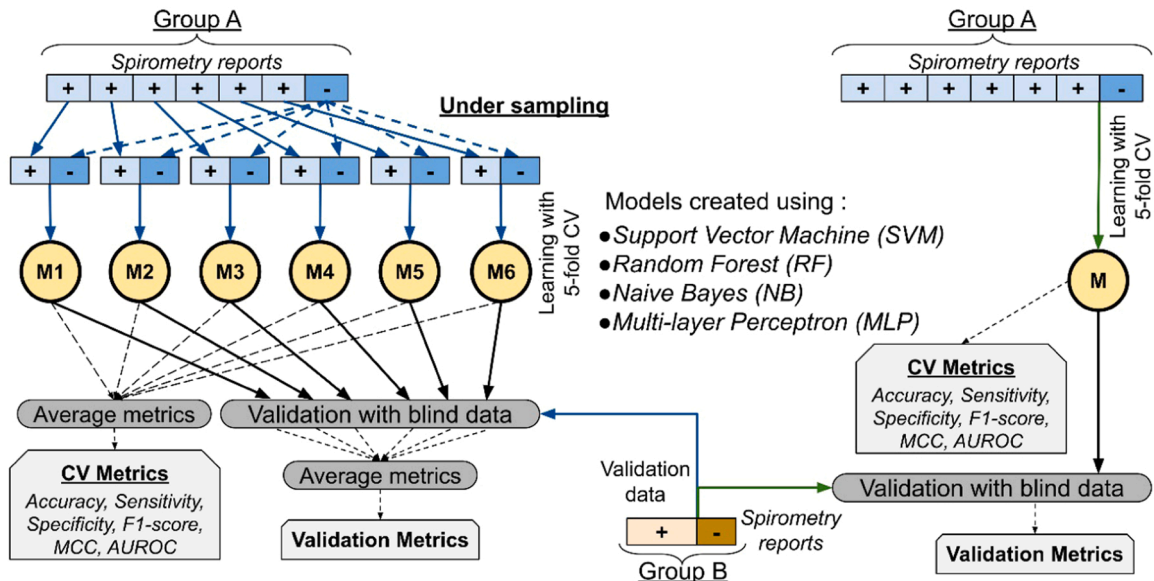 Group A
Spirometry reports
+ + + + + + -
Under sampling
+ - + - + - + - + - + -
Learning with
5-fold CV
M1 M2 M3 M4 M5 M6
Average metrics
Validation with blind data
CV Metrics
Accuracy, Sensitivity,
Specificity, F1-score,
MCC, AUROC
Average metrics
Validation Metrics
Models created using :
●Support Vector Machine (SVM)
●Random Forest (RF)
●Naive Bayes (NB)
●Multi-layer Perceptron (MLP)
Validation
data
+ -
Spirometry
reports
Group B
Group A
Spirometry reports
+ + + + + + -
Learning with
5-fold CV
M
CV Metrics
Accuracy, Sensitivity,
Specificity, F1-score,
MCC, AUROC
Validation with blind data
Validation Metrics